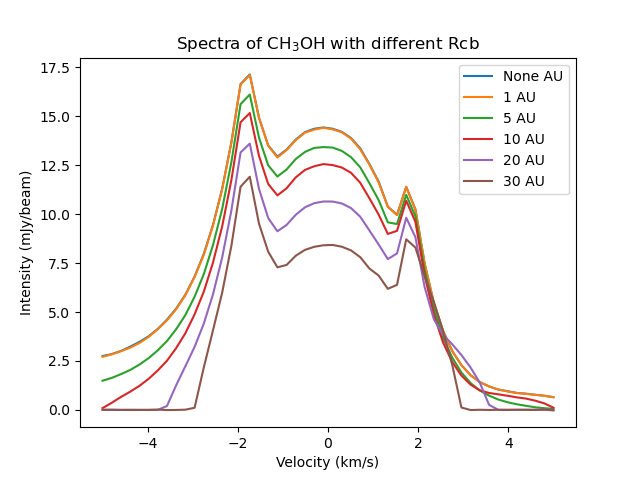 Spectra of CH₃OH with different Rcb
Intensity (mJy/beam)
17.5
15.0
12.5
10.0
7.5
5.0
2.5
0.0
None AU
1 AU
5 AU
10 AU
20 AU
30 AU
−4 −2 0 2 4
Velocity (km/s)